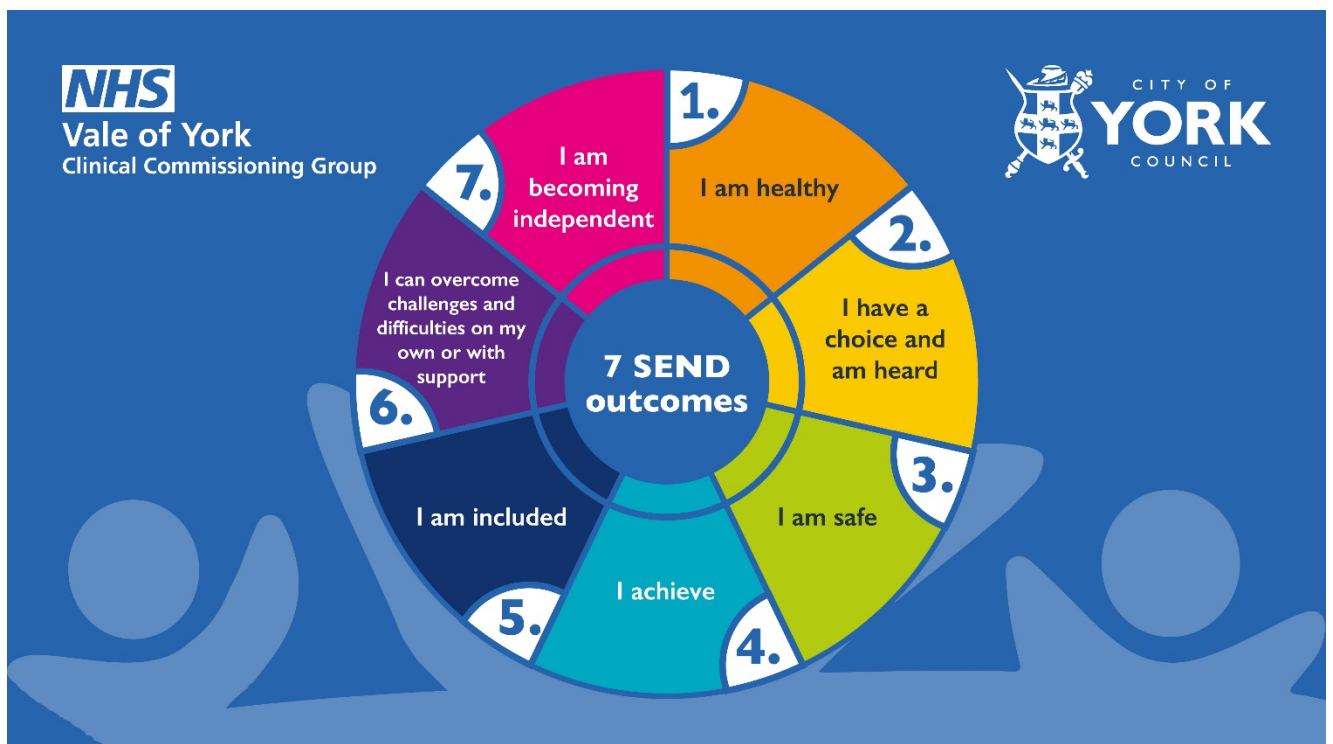 NHS
Vale of York
Clinical Commissioning Group
CITY OF
YORK
COUNCIL
1.
I am healthy
2.
I have a
choice and
am heard
3.
I am safe
4.
I achieve
5.
I am included
6.
I can overcome
challenges and
difficulties on my
own or with
support
7.
I am
becoming
independent
7 SEND
outcomes